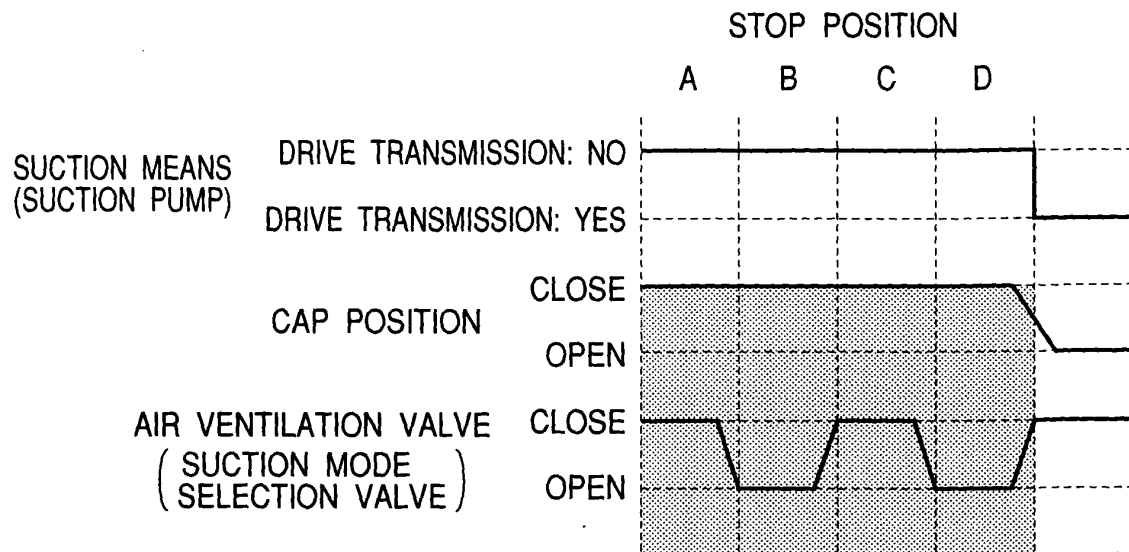 STOP POSITION
A B C D
SUCTION MEANS
(SUCTION PUMP)
DRIVE TRANSMISSION: NO
DRIVE TRANSMISSION: YES
CAP POSITION
CLOSE
OPEN
AIR VENTILATION VALVE
(SUCTION MODE
SELECTION VALVE)
CLOSE
OPEN